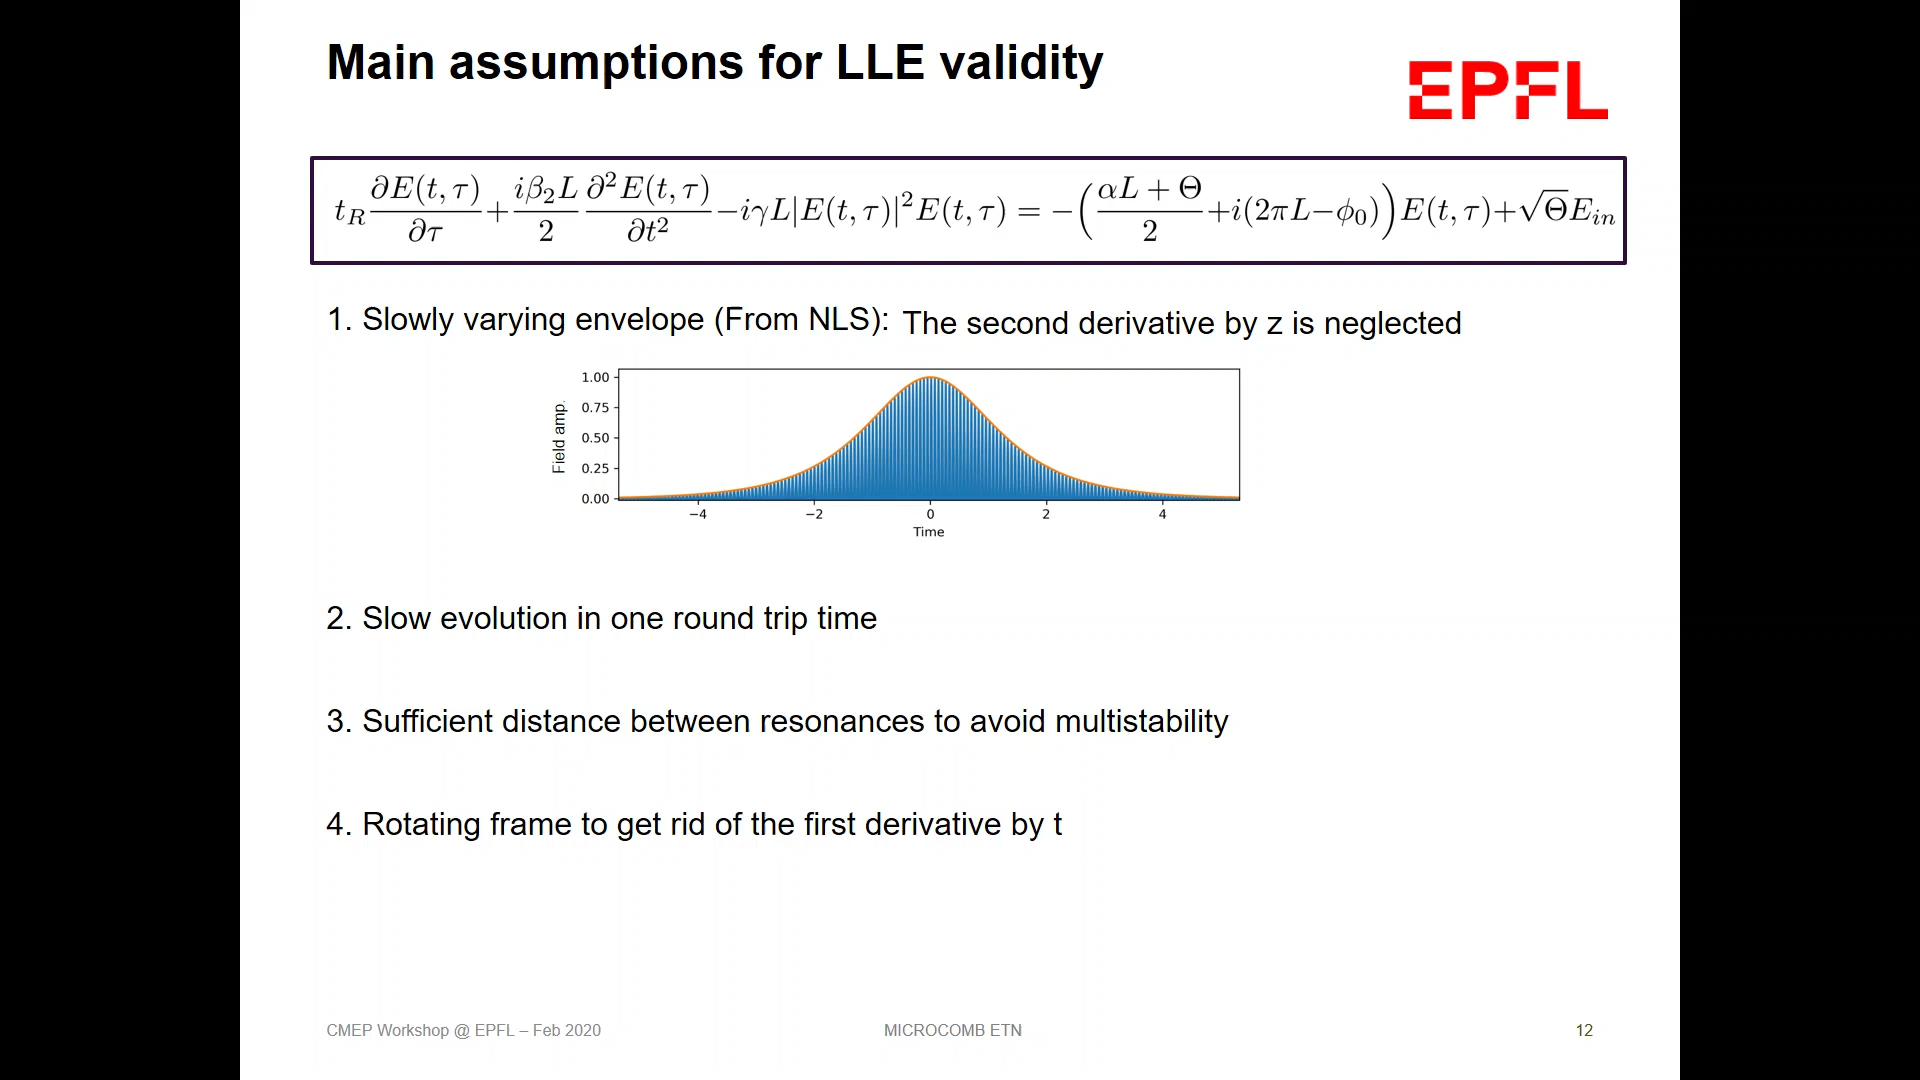 Main assumptions for LLE validity
EPFL
t_R ∂E(t, τ)/∂τ + iβ₂L/2 ∂²E(t, τ)/∂t² − iγL|E(t, τ)|²E(t, τ) = −(αL + Θ/2 + i(2πL−ϕ₀))E(t, τ) + √Θ E_in
1. Slowly varying envelope (From NLS): The second derivative by z is neglected
1.00
0.75
0.50
0.25
0.00
Field amp.
−4 −2 0 2 4
Time
2. Slow evolution in one round trip time
3. Sufficient distance between resonances to avoid multistability
4. Rotating frame to get rid of the first derivative by t
CMEP Workshop @ EPFL – Feb 2020 MICROCOMB ETN 12